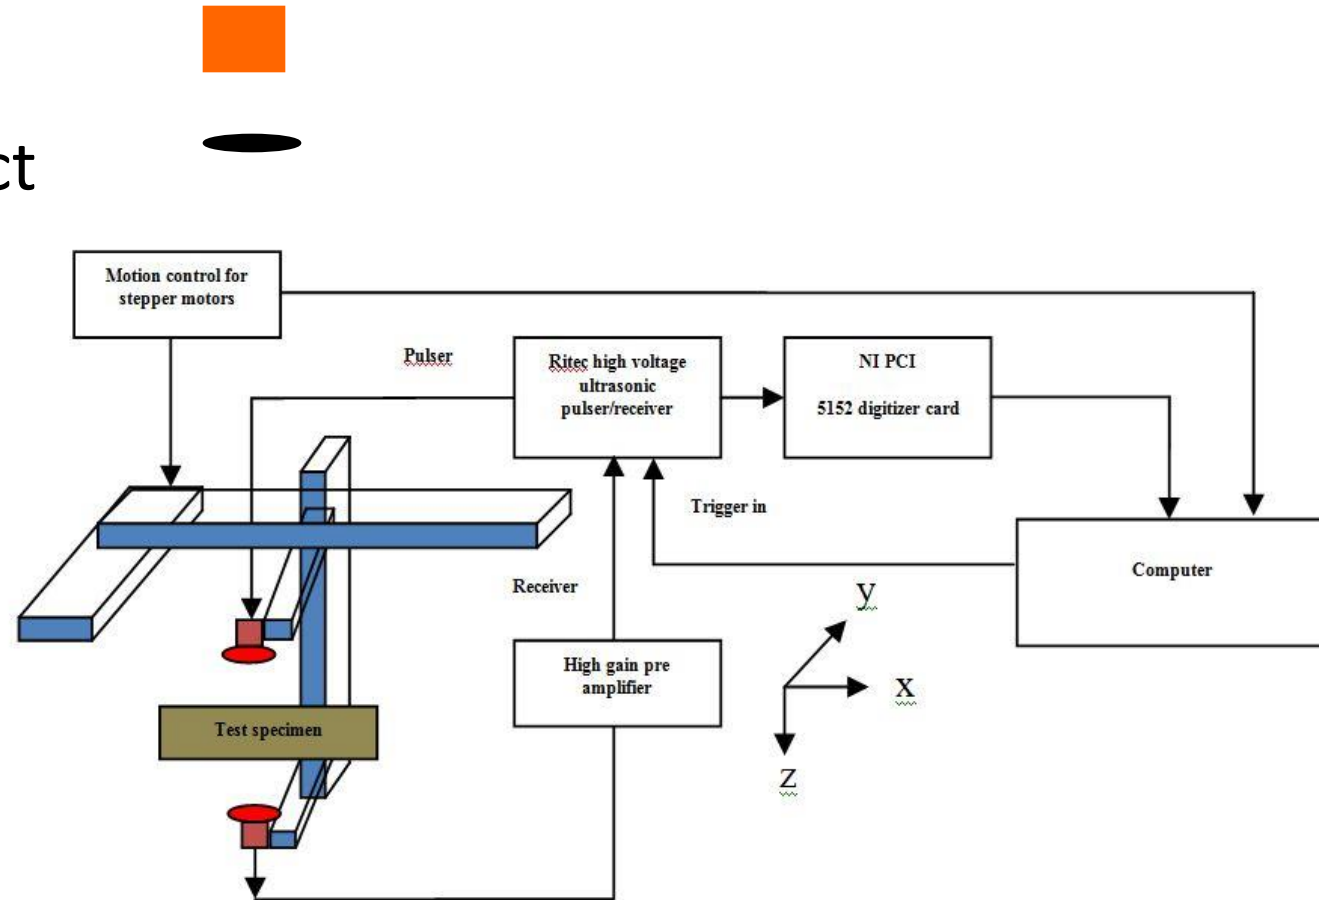 ct
Motion control for
stepper motors
Pulser
Ritec high voltage
ultrasonic
pulser/receiver
NI PCI
5152 digitizer card
Trigger in
Receiver
Computer
y
x
z
High gain pre
amplifier
Test specimen